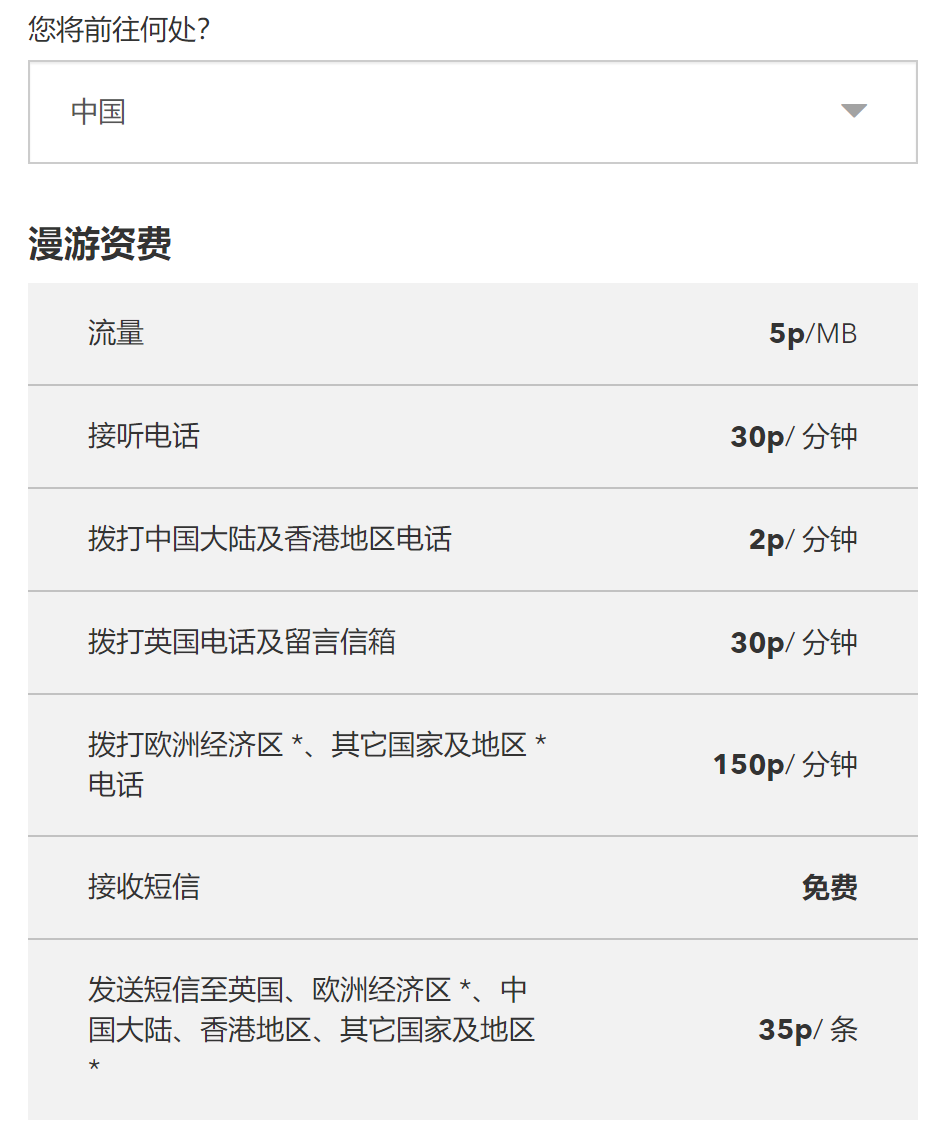 您将前往何处?
中国
漫游资费
流量
5p/MB
接听电话
30p/ 分钟
拨打中国大陆及香港地区电话
2p/ 分钟
拨打英国电话及留言信箱
30p/ 分钟
拨打欧洲经济区 *、其它国家及地区 *
电话
150p/ 分钟
接收短信
免费
发送短信至英国、欧洲经济区 *、中
国大陆、香港地区、其它国家及地区
*
35p/ 条